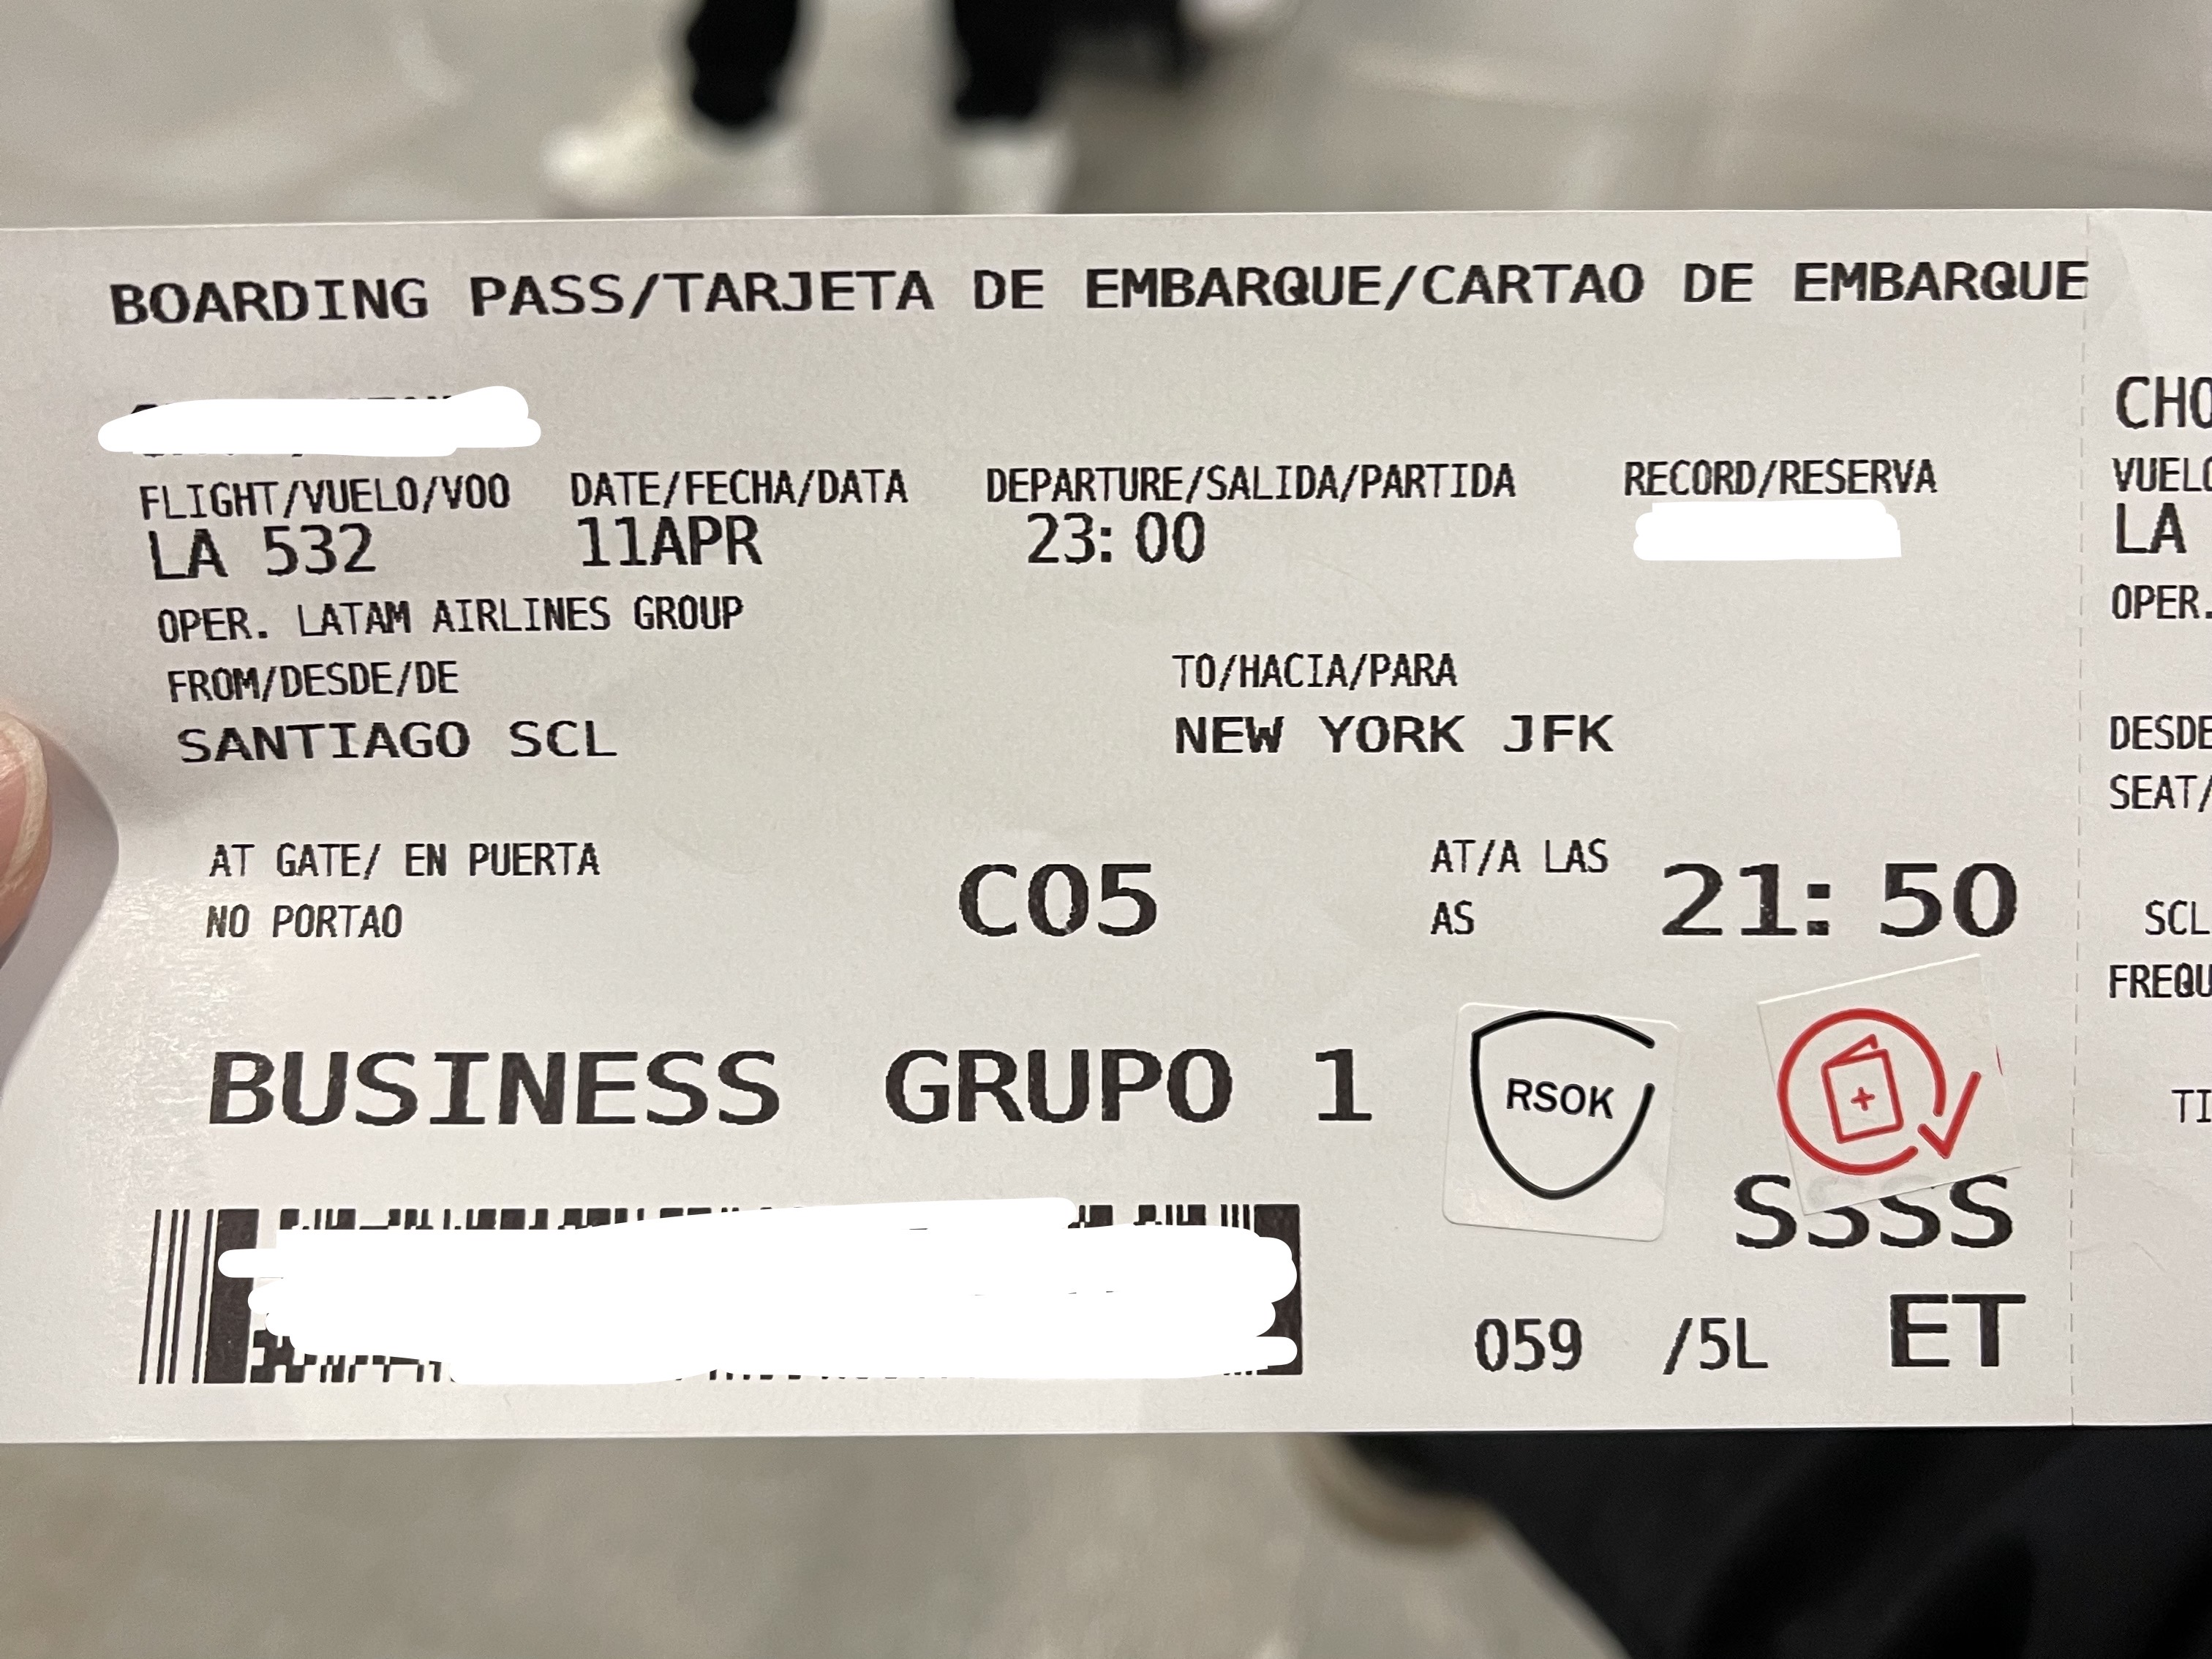 BOARDING PASS/TARJETA DE EMBARQUE/CARTAO DE EMBARQUE
FLIGHT/VUELO/VOO DATE/FECHA/DATA DEPARTURE/SALIDA/PARTIDA RECORD/RESERVA
LA 532 11APR 23:00
OPER. LATAM AIRLINES GROUP
FROM/DESDE/DE TO/HACIA/PARA
SANTIAGO SCL NEW YORK JFK
AT GATE/ EN PUERTA C05 AT/A LAS 21:50
NO PORTAO AS
BUSINESS GRUPO 1
RSOK
SSSS
059 /5L ET
CHO
VUELO
LA
OPER.
DESDE
SEAT/
SCL
FREQU
TI